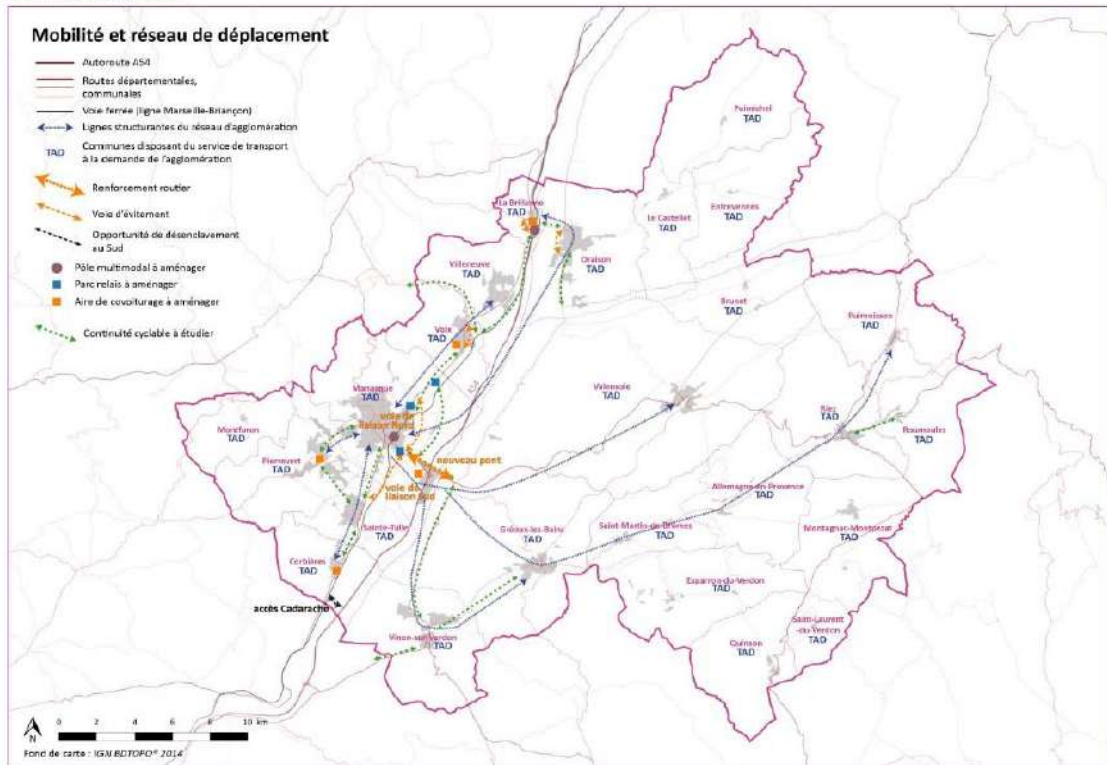 Mobilité et réseau de déplacement
Autoroute A54
Routes départementales,
communales
Voie ferrée (ligne Marseille-Briançon)
Lignes structurantes du réseau d'agglomération
TAD
Communes disposant du service de transport
à la demande de l'agglomération
Renforcement routier
Voie d'évitement
Opportunité de désenclavement
au Sud
Pôle multimodal à aménager
Parc relais à aménager
Aire de covoiturage à aménager
Continuité cyclable à étudier
Puimichel
TAD
La Brillanne
TAD
Le Castellet
TAD
Entrevennes
TAD
Oraison
TAD
Villeneuve
TAD
Brunet
TAD
Puimoisson
TAD
Volx
TAD
Manosque
TAD
voie de
liaison Nord
Valensole
TAD
Montfuron
TAD
Riez
TAD
Roumoules
TAD
Pierrevert
TAD
nouveau pont
voie de
liaison Sud
Allemagne-en-Provence
TAD
Sainte-Tulle
TAD
Gréoux-les-Bains
TAD
Saint-Martin-de-Brômes
TAD
Montagnac-Montpezat
TAD
Corbières
TAD
Esparron-du-Verdon
TAD
accès Cadarache
Vinon-sur-Verdon
TAD
Saint-Laurent
-du-Verdon
TAD
Quinson
TAD
N
0 2 4 6 8 10 km
Fond de carte : IGN BDTOPO® 2014